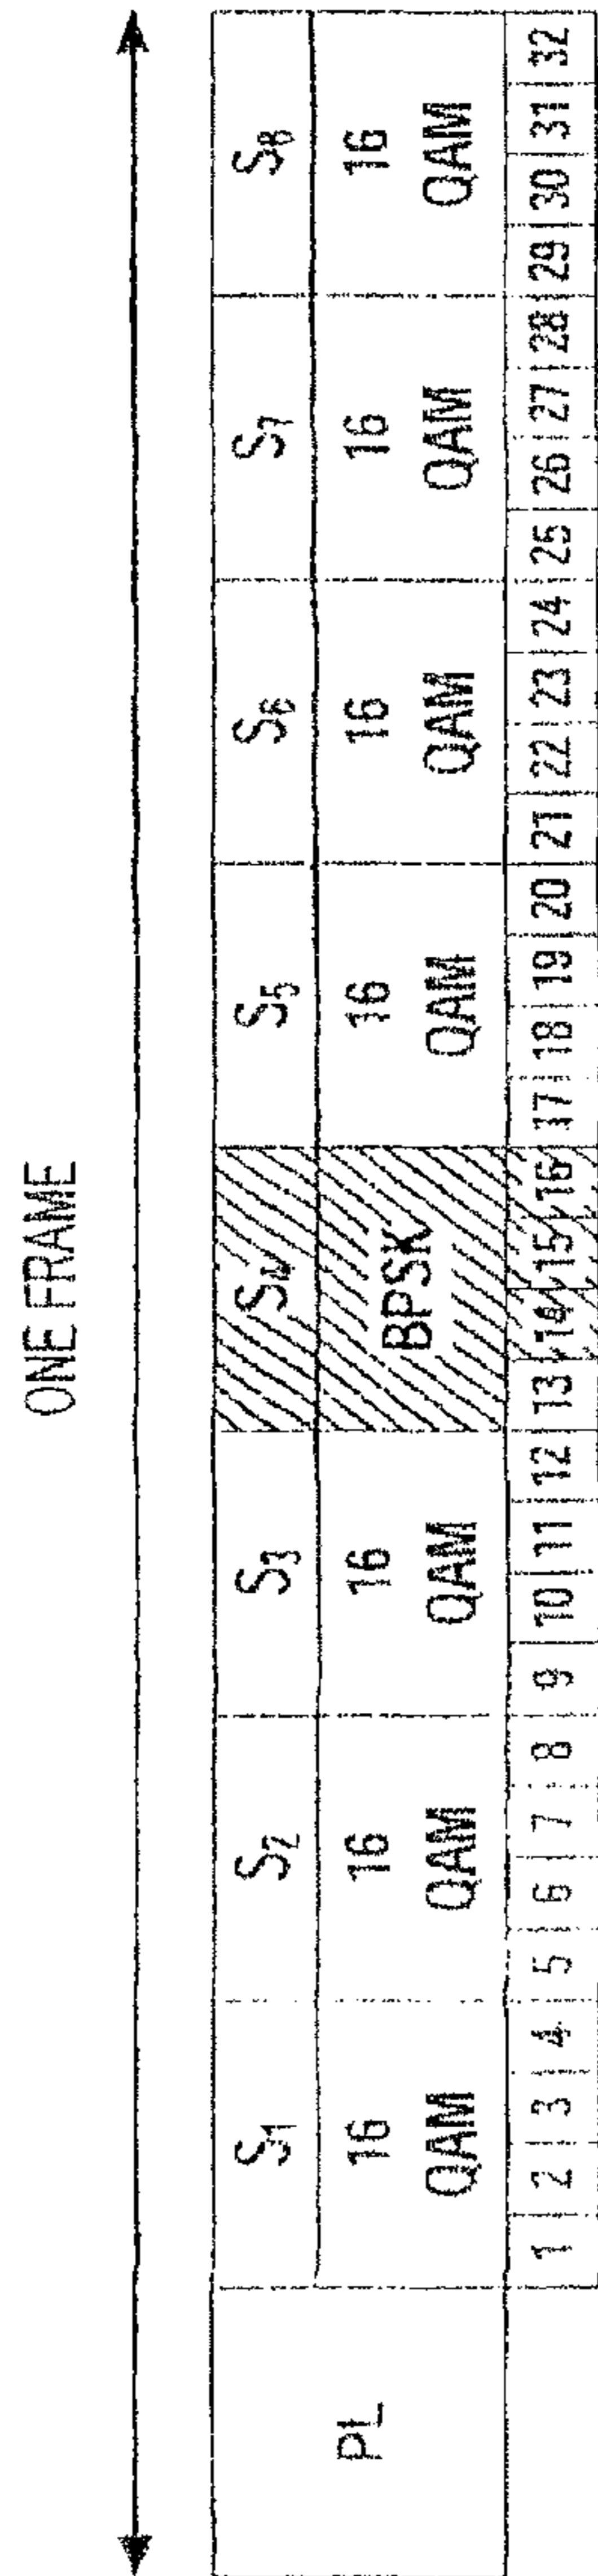 ONE FRAME
PL
S1 S2 S3 S4 S5 S6 S7 S8
16 QAM 16 QAM 16 QAM BPSK 16 QAM 16 QAM 16 QAM 16 QAM
1 2 3 4 5 6 7 8 9 10 11 12 13 14 15 16 17 18 19 20 21 22 23 24 25 26 27 28 29 30 31 32